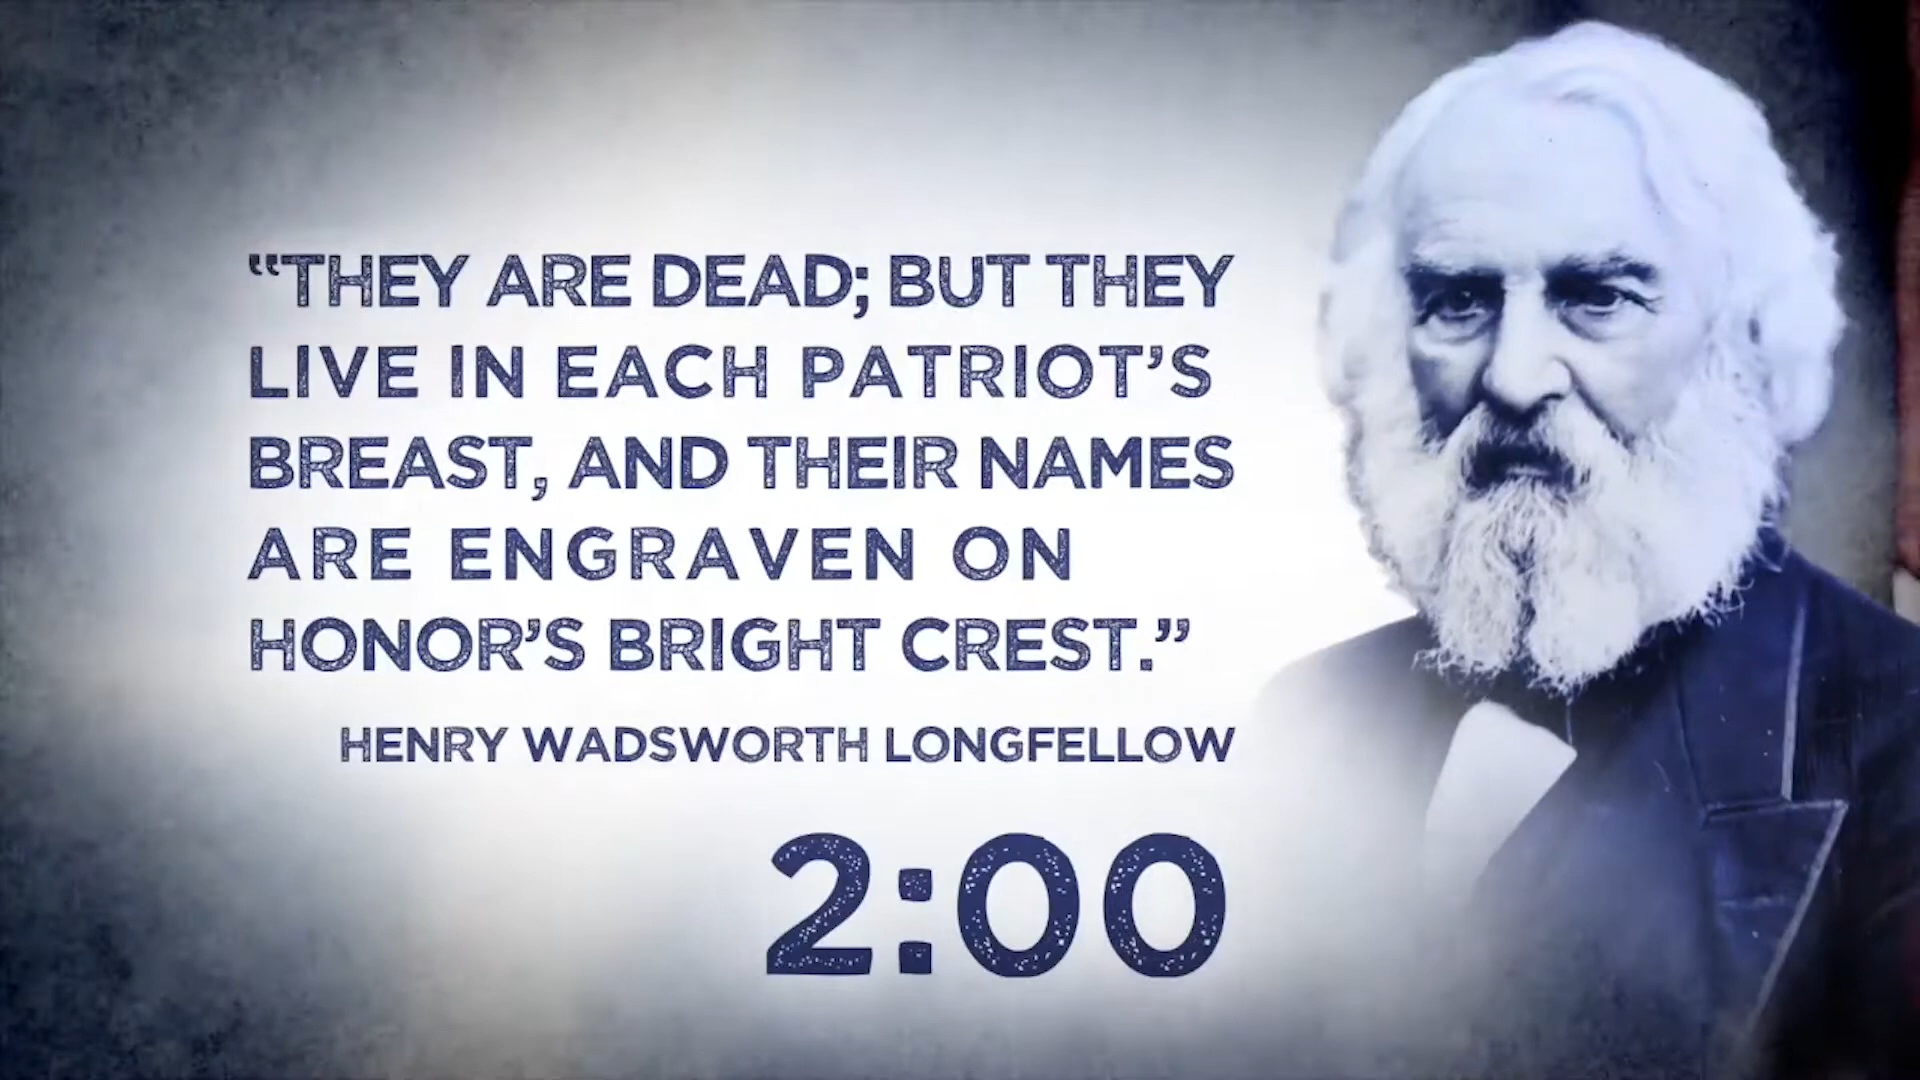 “THEY ARE DEAD; BUT THEY
LIVE IN EACH PATRIOT’S
BREAST, AND THEIR NAMES
ARE ENGRAVEN ON
HONOR’S BRIGHT CREST.”
HENRY WADSWORTH LONGFELLOW
2:00